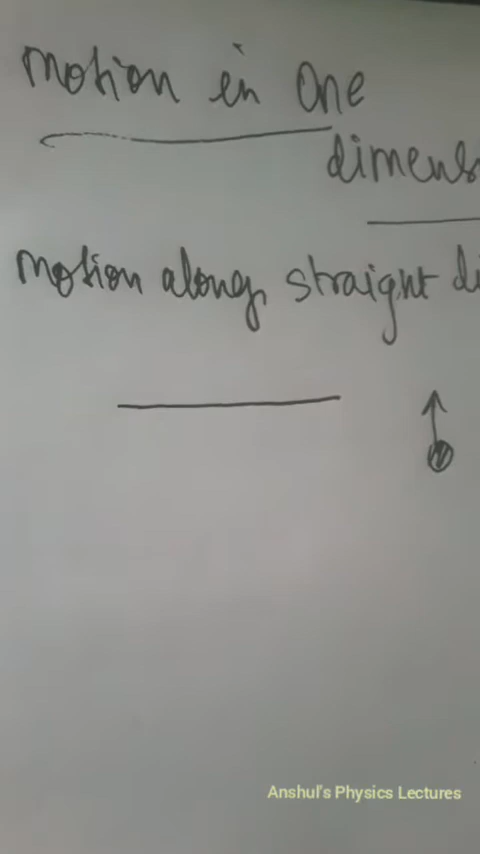 Motion in One
dimens
Motion along straight
Anshul's Physics Lectures